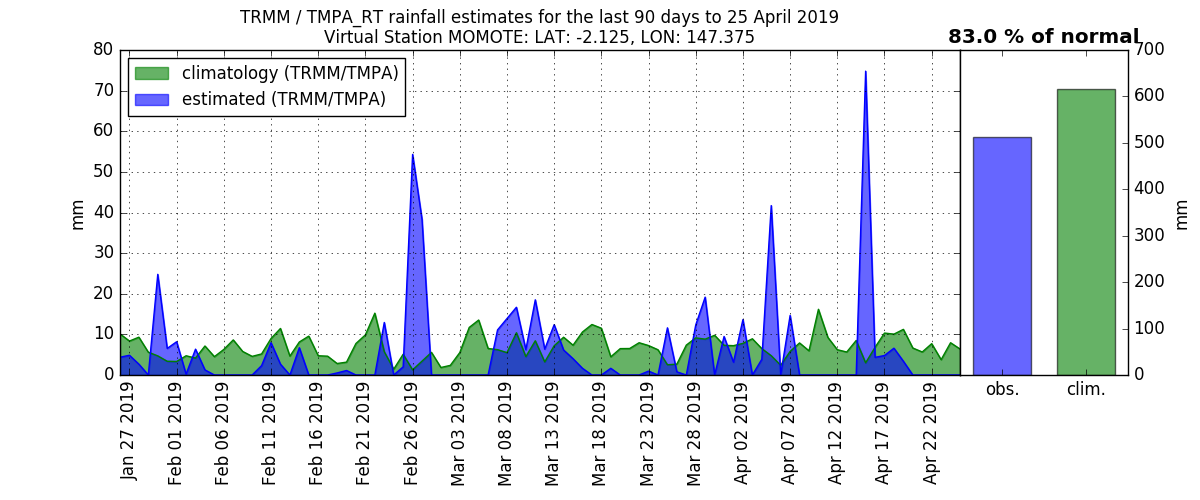 TRMM / TMPA_RT rainfall estimates for the last 90 days to 25 April 2019
Virtual Station MOMOTE: LAT: -2.125, LON: 147.375
83.0 % of normal
climatology (TRMM/TMPA)
estimated (TRMM/TMPA)
mm
80
70
60
50
40
30
20
10
0
Jan 27 2019
Feb 01 2019
Feb 06 2019
Feb 11 2019
Feb 16 2019
Feb 21 2019
Feb 26 2019
Mar 03 2019
Mar 08 2019
Mar 13 2019
Mar 18 2019
Mar 23 2019
Mar 28 2019
Apr 02 2019
Apr 07 2019
Apr 12 2019
Apr 17 2019
Apr 22 2019
700
600
500
400
300
200
100
0
mm
obs.
clim.